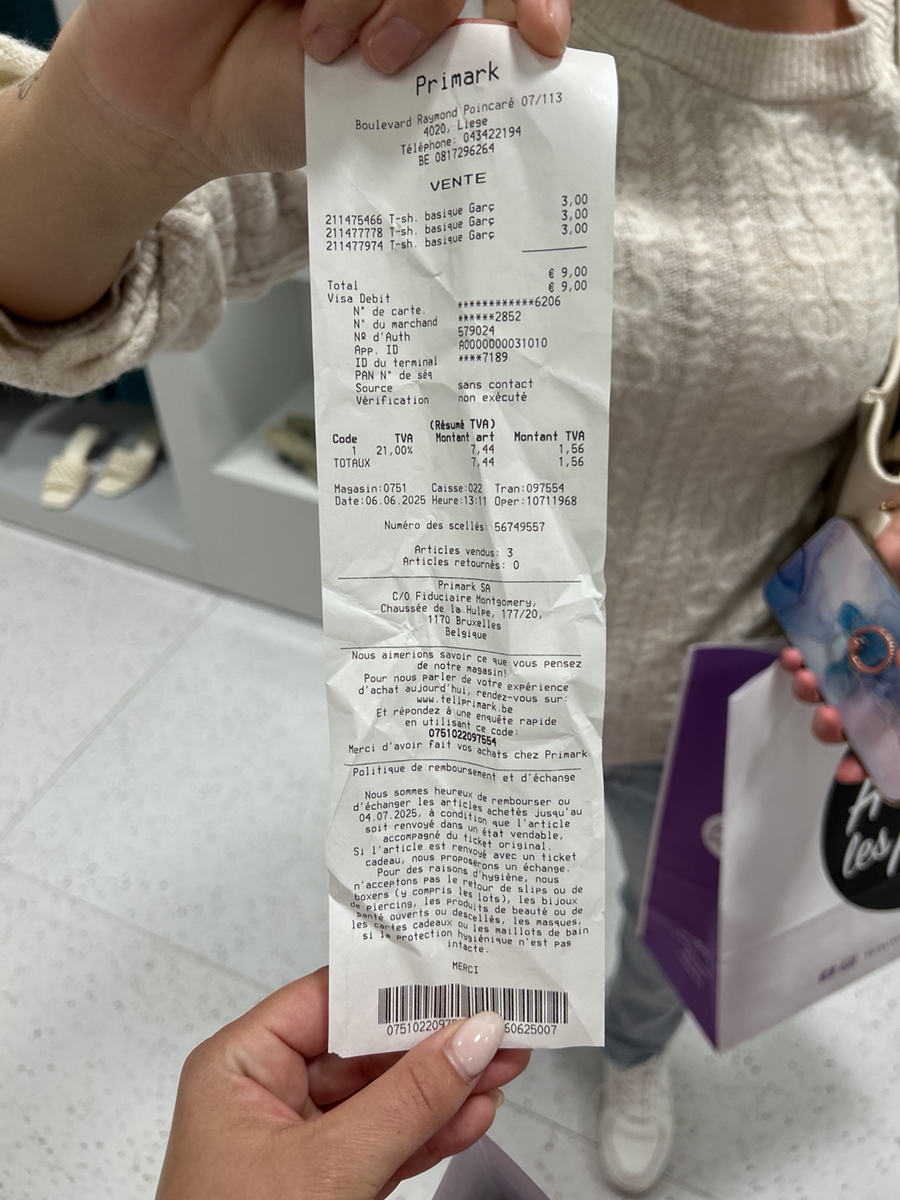 Primark
Boulevard Raymond Poincaré 07/113
4020, Liege
Téléphone: 043422194
BE 0817296264
VENTE
211475466 T-sh. basique Garç 3,00
211477778 T-sh. basique Garç 3,00
211477974 T-sh. basique Garç 3,00
Total € 9,00
Visa Debit € 9,00
N° de carte. ************6206
N° du marchand ******2852
Nº d'Auth 579024
App. ID A0000000031010
ID du terminal ****7189
PAN N° de séq
Source sans contact
Vérification non exécuté
(Résumé TVA)
Code TVA Montant art Montant TVA
1 21,00% 7,44 1,56
TOTAUX 7,44 1,56
Magasin:0751 Caisse:022 Tran:097554
Date:06.06.2025 Heure:13:11 Oper:10711968
Numéro des scellés: 56749557
Articles vendus: 3
Articles retournés: 0
Primark SA
C/O Fiduciaire Montgomery,
Chaussée de la Hulpe, 177/20,
1170 Bruxelles
Belgique
Nous aimerions savoir ce que vous pensez
de notre magasin!
Pour nous parler de votre expérience
d'achat aujourd'hui, rendez-vous sur:
www.tellprimark.be
Et répondez à une enquête rapide
en utilisant ce code:
0751022097554
Merci d'avoir fait vos achats chez Primark
Politique de remboursement et d'échange
Nous sommes heureux de rembourser ou
d'échanger les articles achetés jusqu'au
04.07.2025, à condition que l'article
soit renvoyé dans un état vendable,
accompagné du ticket original.
Si l'article est renvoyé avec un ticket
cadeau, nous proposerons un échange.
Pour des raisons d'hygiène, nous
n'acceptons pas le retour de slips ou de
boxers (y compris les lots), les bijoux
de piercing, les produits de beauté ou de
santé ouverts ou descellés, les masques,
les cartes cadeaux ou les maillots de bain
si la protection hygiénique n'est pas
intacte.
MERCI
075102209 60625007
les